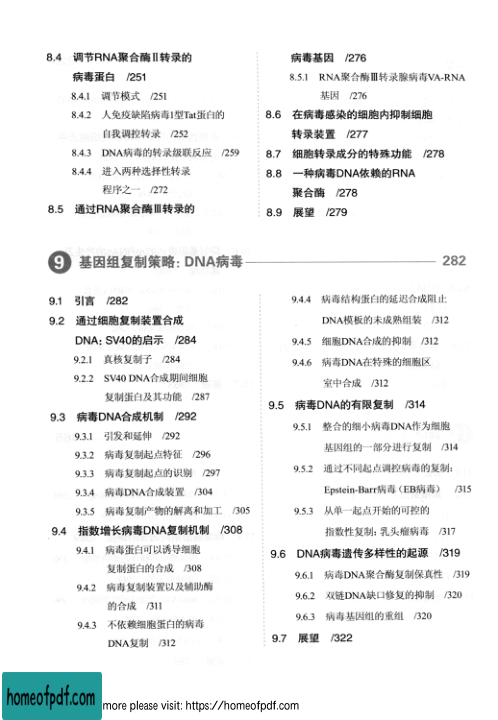 8.4 调节RNA聚合酶Ⅱ转录的
病毒蛋白 /251
8.4.1 调节模式 /251
8.4.2 人免疫缺陷病毒1型Tat蛋白的
自我调控转录 /252
8.4.3 DNA病毒的转录级联反应 /259
8.4.4 进入两种选择性转录
程序之一 /272
8.5 通过RNA聚合酶Ⅲ转录的
病毒基因 /276
8.5.1 RNA聚合酶Ⅲ转录腺病毒VA-RNA
基因 /276
8.6 在病毒感染的细胞内抑制细胞
转录装置 /277
8.7 细胞转录成分的特殊功能 /278
8.8 一种病毒DNA依赖的RNA
聚合酶 /278
8.9 展望 /279
9 基因组复制策略：DNA病毒 282
9.1 引言 /282
9.2 通过细胞复制装置合成
DNA：SV40的启示 /284
9.2.1 真核复制子 /284
9.2.2 SV40 DNA合成期间细胞
复制蛋白及其功能 /287
9.3 病毒DNA合成机制 /292
9.3.1 引发和延伸 /292
9.3.2 病毒复制起点特征 /296
9.3.3 病毒复制起点的识别 /297
9.3.4 病毒DNA合成装置 /304
9.3.5 病毒复制产物的解离和加工 /305
9.4 指数增长病毒DNA复制机制 /308
9.4.1 病毒蛋白可以诱导细胞
复制蛋白的合成 /308
9.4.2 病毒复制装置以及辅助酶
的合成 /311
9.4.3 不依赖细胞蛋白的病毒
DNA复制 /312
9.4.4 病毒结构蛋白的延迟合成阻止
DNA模板的未成熟组装 /312
9.4.5 细胞DNA合成的抑制 /312
9.4.6 病毒DNA在特殊的细胞区
室中合成 /312
9.5 病毒DNA的有限复制 /314
9.5.1 整合的细小病毒DNA作为细胞
基因组的一部分进行复制 /314
9.5.2 通过不同起点调控病毒的复制：
Epstein-Barr病毒（EB病毒） /315
9.5.3 从单一起点开始的可控的
指数性复制：乳头瘤病毒 /317
9.6 DNA病毒遗传多样性的起源 /319
9.6.1 病毒DNA聚合酶复制保真性 /319
9.6.2 双链DNA缺口修复的抑制 /320
9.6.3 病毒基因组的重组 /320
9.7 展望 /322
homeofpdf.com
more please visit: https://homeofpdf.com